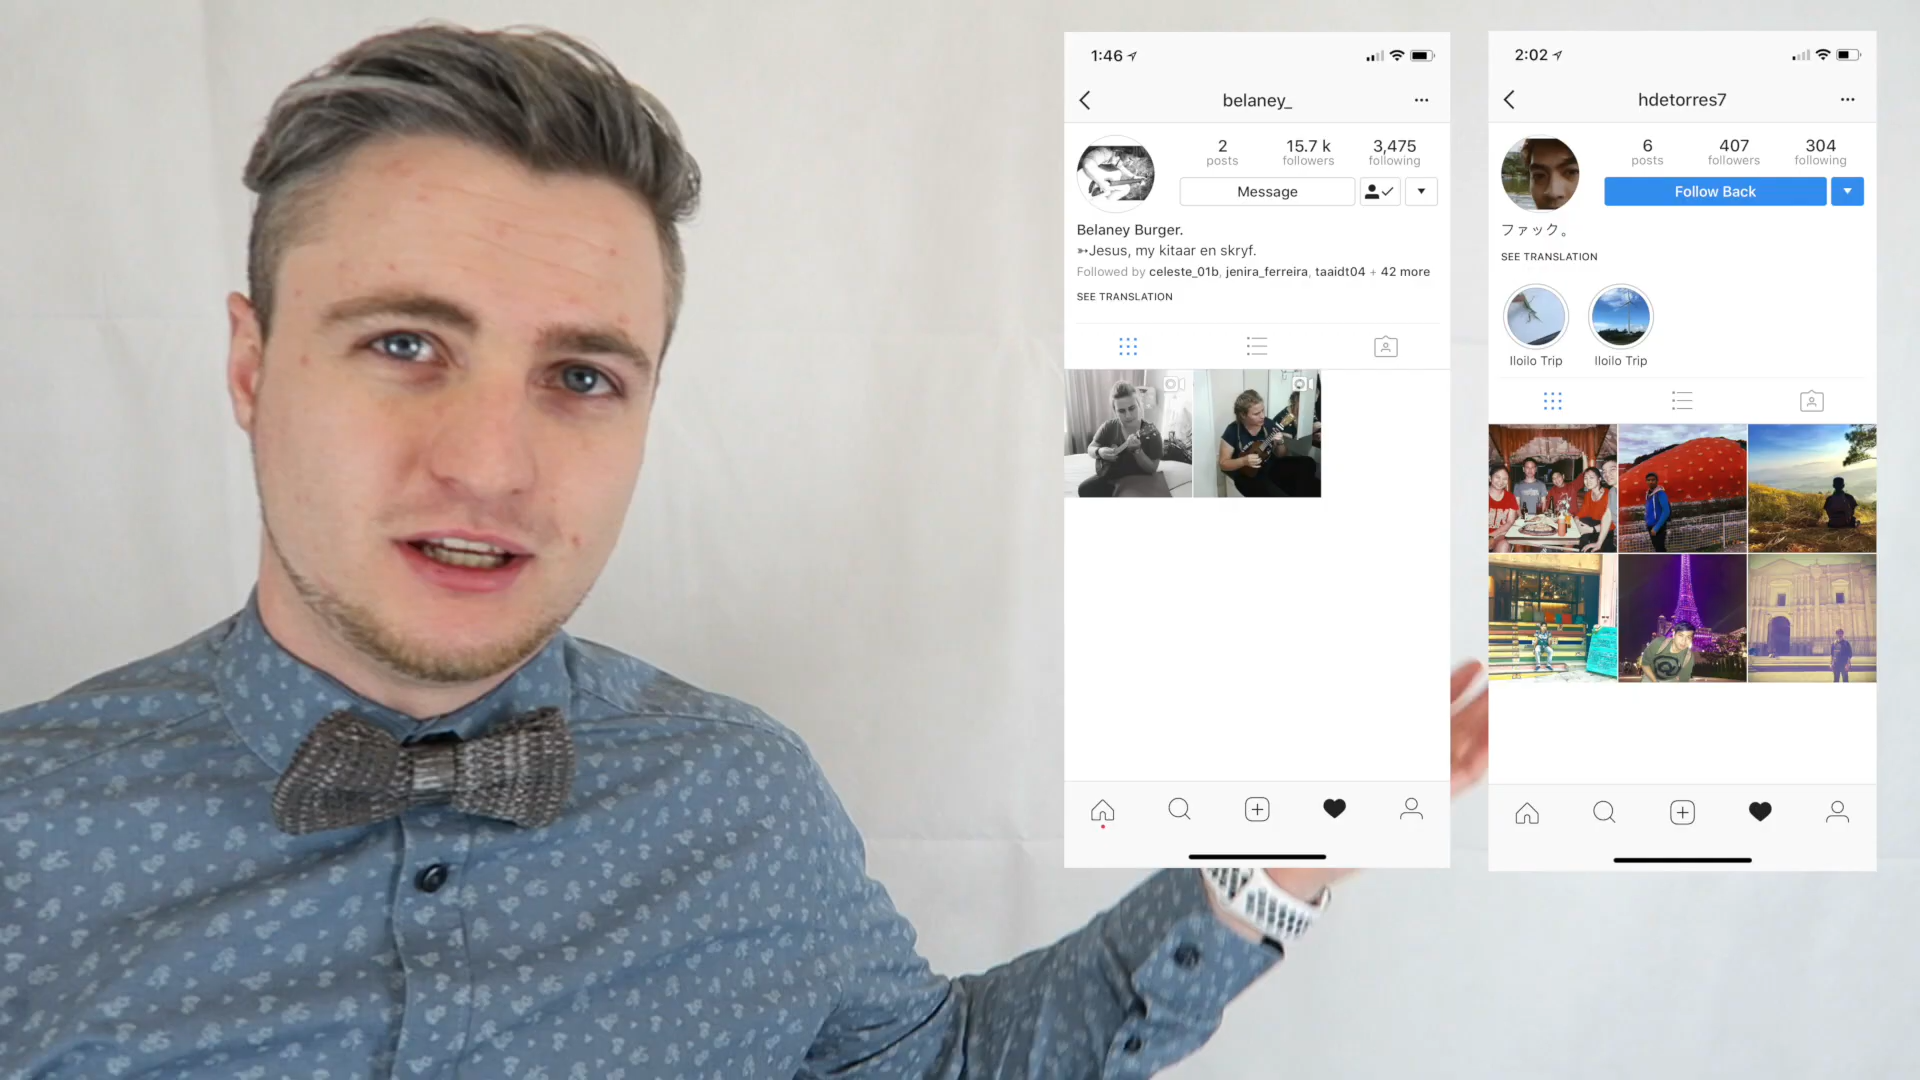 1:46
belaney_
2 15.7 k 3,475
posts followers following
Message
Belaney Burger.
➳Jesus, my kitaar en skryf.
Followed by celeste_01b, jenira_ferreira, taaidt04 + 42 more
SEE TRANSLATION
2:02
hdetorres7
6 407 304
posts followers following
Follow Back
ファック。
SEE TRANSLATION
Iloilo Trip Iloilo Trip